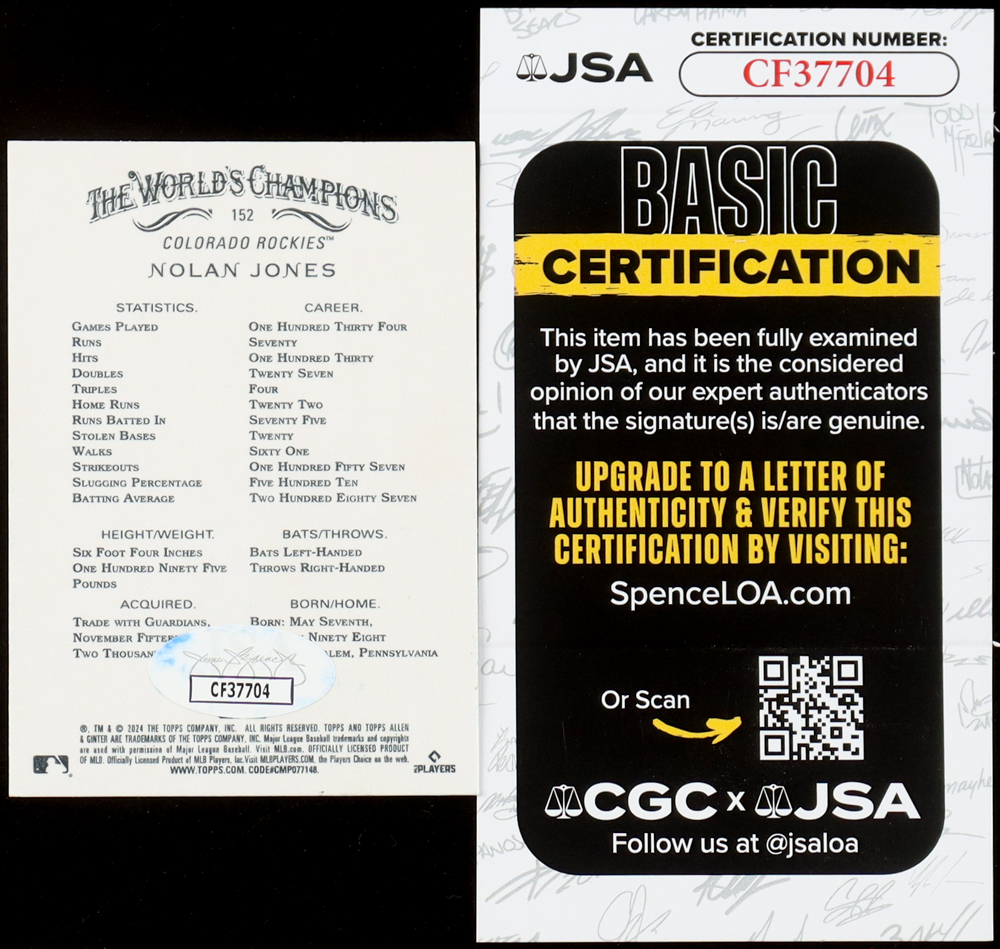 THE WORLD'S CHAMPIONS
152
COLORADO ROCKIES™
NOLAN JONES
STATISTICS. CAREER.
GAMES PLAYED ONE HUNDRED THIRTY FOUR
RUNS SEVENTY
HITS ONE HUNDRED THIRTY
DOUBLES TWENTY SEVEN
TRIPLES FOUR
HOME RUNS TWENTY TWO
RUNS BATTED IN SEVENTY FIVE
STOLEN BASES TWENTY
WALKS SIXTY ONE
STRIKEOUTS ONE HUNDRED FIFTY SEVEN
SLUGGING PERCENTAGE FIVE HUNDRED TEN
BATTING AVERAGE TWO HUNDRED EIGHTY SEVEN
HEIGHT/WEIGHT. BATS/THROWS.
SIX FOOT FOUR INCHES BATS LEFT-HANDED
ONE HUNDRED NINETY FIVE THROWS RIGHT-HANDED
POUNDS
ACQUIRED. BORN/HOME.
TRADE WITH GUARDIANS, BORN: MAY SEVENTH,
NOVEMBER NINETY EIGHT
TWO PENNSYLVANIA
CF37704
®, TM & © 2024 THE TOPPS COMPANY, INC. ALL RIGHTS RESERVED. TOPPS AND TOPPS ALLEN
& GINTER ARE TRADEMARKS OF THE TOPPS COMPANY, INC. Major League Baseball trademarks and copyrights
are used with permission of Major League Baseball. Visit MLB.com. OFFICIALLY LICENSED PRODUCT
OF MLB. Officially Licensed Product of MLB Players, Inc. Visit MLBPLAYERS.COM, the Players Choice on the web.
WWW.TOPPS.COM. CODE#CMP077148.
PLAYERS
JSA
CERTIFICATION NUMBER:
CF37704
BASIC
CERTIFICATION
This item has been fully examined
by JSA, and it is the considered
opinion of our expert authenticators
that the signature(s) is/are genuine.
UPGRADE TO A LETTER OF
AUTHENTICITY & VERIFY THIS
CERTIFICATION BY VISITING:
SpenceLOA.com
Or Scan
CGC x JSA
Follow us at @jsaloa